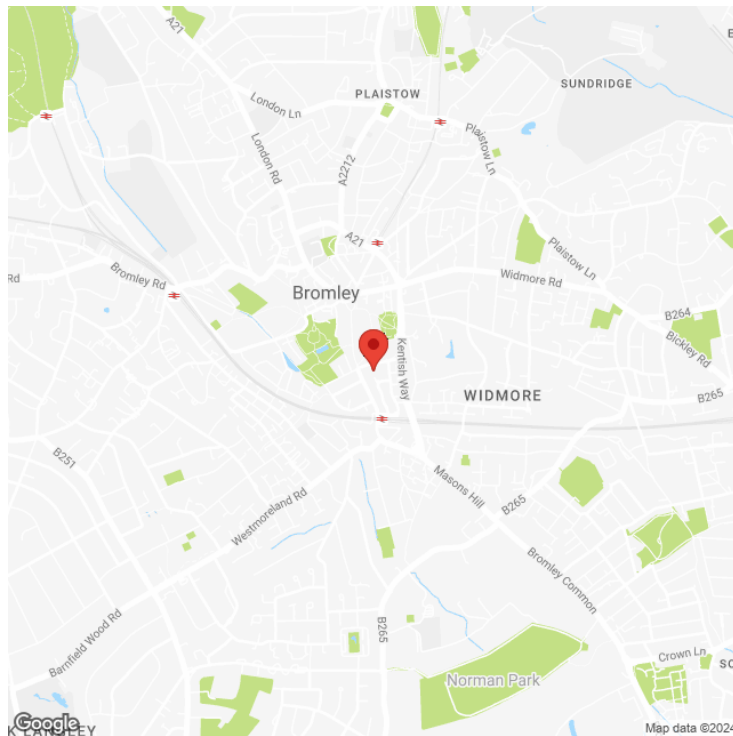 A21
SUNDRIDGE
PLAISTOW
London Ln
Plaistow Ln
London Rd
A2212
A21
Plaistow Ln
Bromley Rd
Rd
Widmore Rd
Bromley
B264
Bickley Rd
Kentish Way
WIDMORE
B265
B251
Masons Hill
B265
Westmoreland Rd
Bromley Common
B265
Barnfield Wood Rd
Crown Ln
Norman Park
Google
Map data ©2024